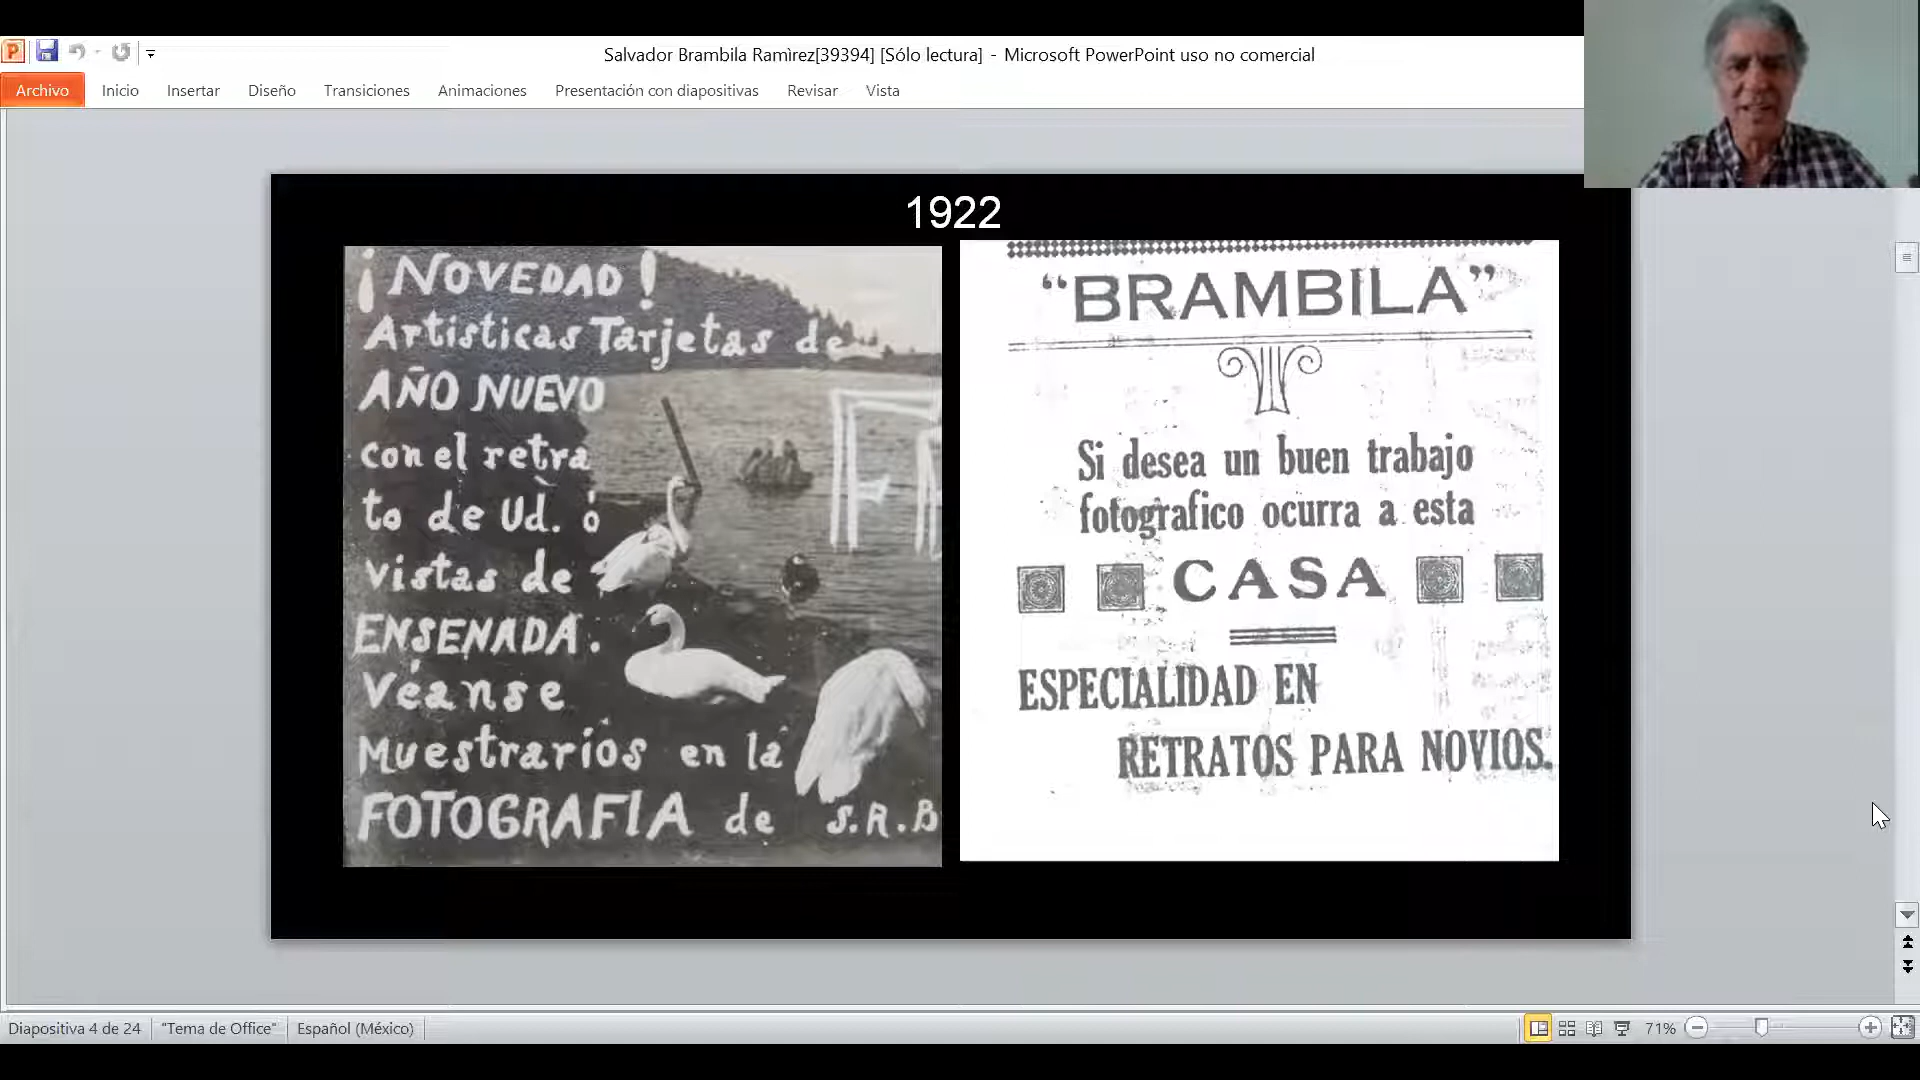 Salvador Brambila Ramìrez[39394] [Sólo lectura] - Microsoft PowerPoint uso no comercial
Archivo Inicio Insertar Diseño Transiciones Animaciones Presentación con diapositivas Revisar Vista
1922
¡NOVEDAD!
Artisticas Tarjetas de
AÑO NUEVO
con el retra
to de Ud. ó
vistas de
ENSENADA.
Véanse
Muestrarios en la
FOTOGRAFIA de S.R.B
"BRAMBILA"
Si desea un buen trabajo
fotografico ocurra a esta
CASA
ESPECIALIDAD EN
RETRATOS PARA NOVIOS.
Diapositiva 4 de 24 "Tema de Office" Español (México) 71%